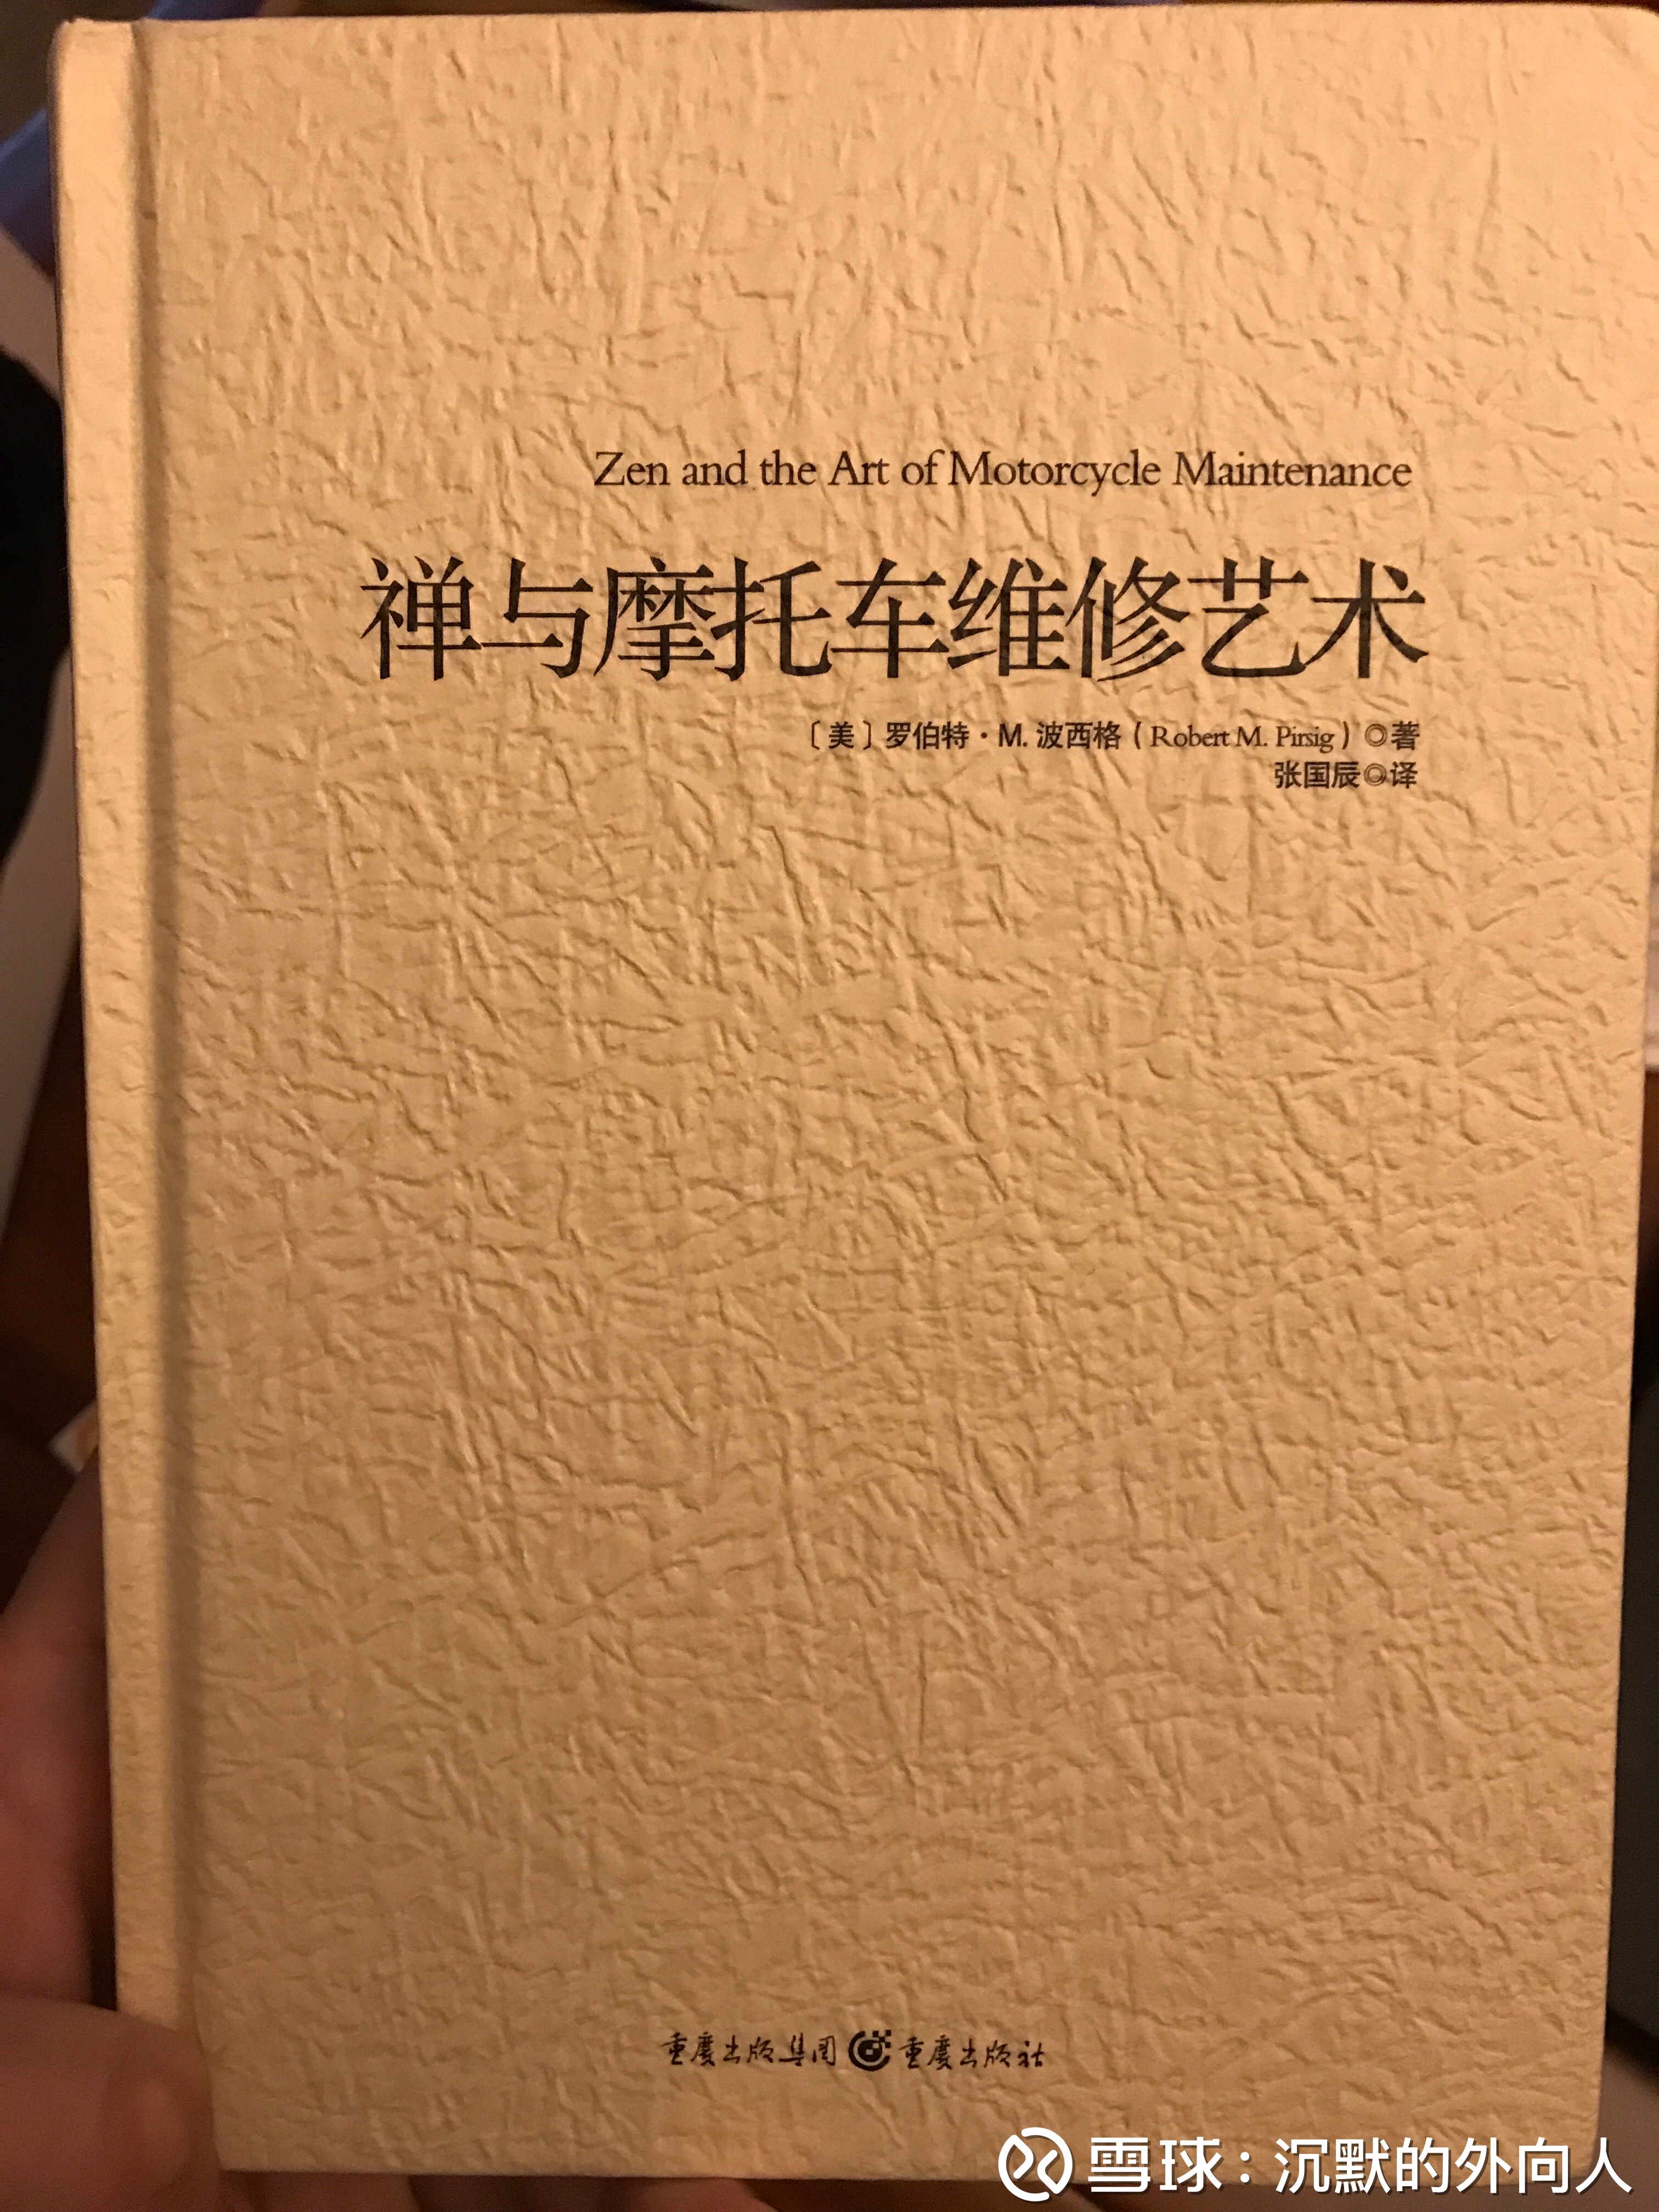 Zen and the Art of Motorcycle Maintenance
禅与摩托车维修艺术
〔美〕罗伯特·M. 波西格（Robert M. Pirsig）◎著
张国辰◎译
重庆出版集团 重庆出版社
雪球：沉默的外向人